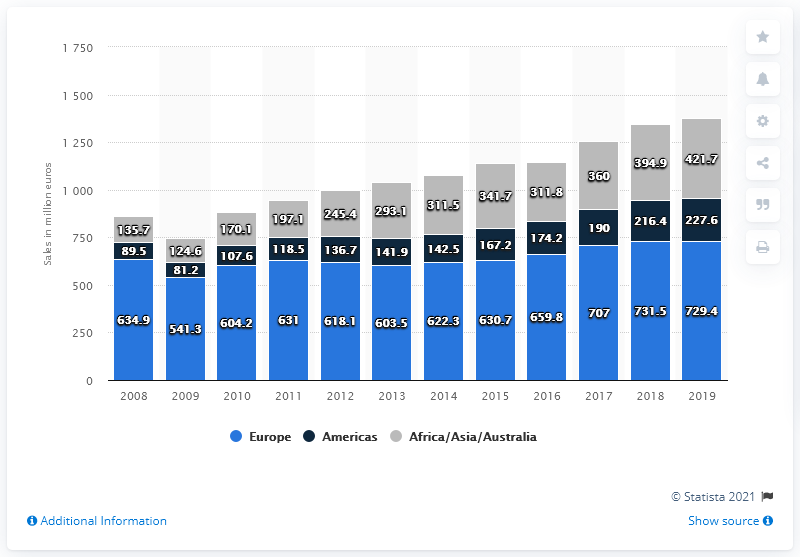 1 750
1 500
1 250
1 000
750
500
250
0
Sales in million euros
135.7 124.6 170.1 197.1 245.4 293.1 311.5 341.7 311.8 360 394.9 421.7
89.5 81.2 107.6 118.5 136.7 141.9 142.5 167.2 174.2 190 216.4 227.6
634.9 541.3 604.2 631 618.1 603.5 622.3 630.7 659.8 707 731.5 729.4
2008 2009 2010 2011 2012 2013 2014 2015 2016 2017 2018 2019
Europe Americas Africa/Asia/Australia
© Statista 2021
Additional Information Show source